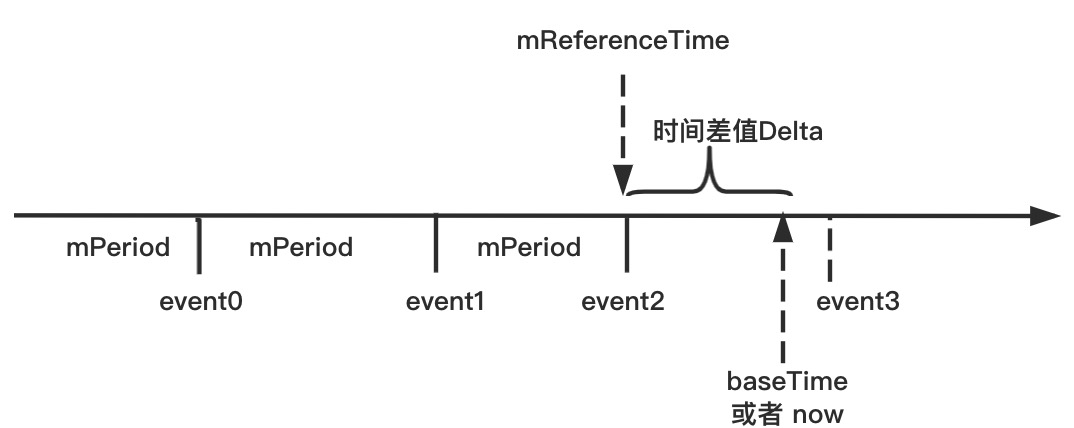 mReferenceTime
时间差值Delta
mPeriod mPeriod mPeriod
event0 event1 event2 event3
baseTime
或者 now